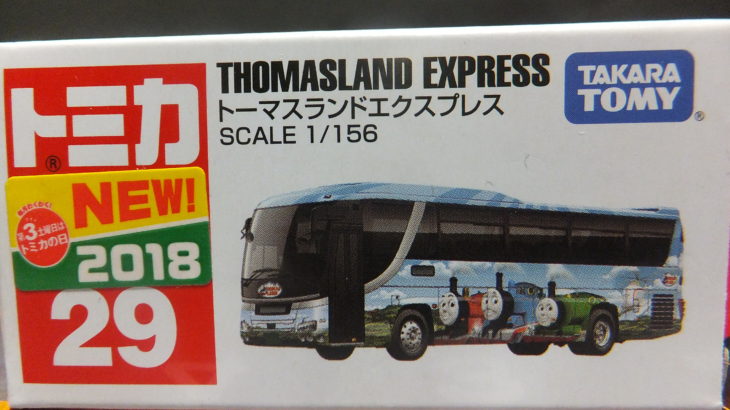 トミカ
®
THOMASLAND EXPRESS
トーマスランドエクスプレス
SCALE 1/156
TAKARA
TOMY
®
NEW!
第3土曜日は
トミカの日
2018
29